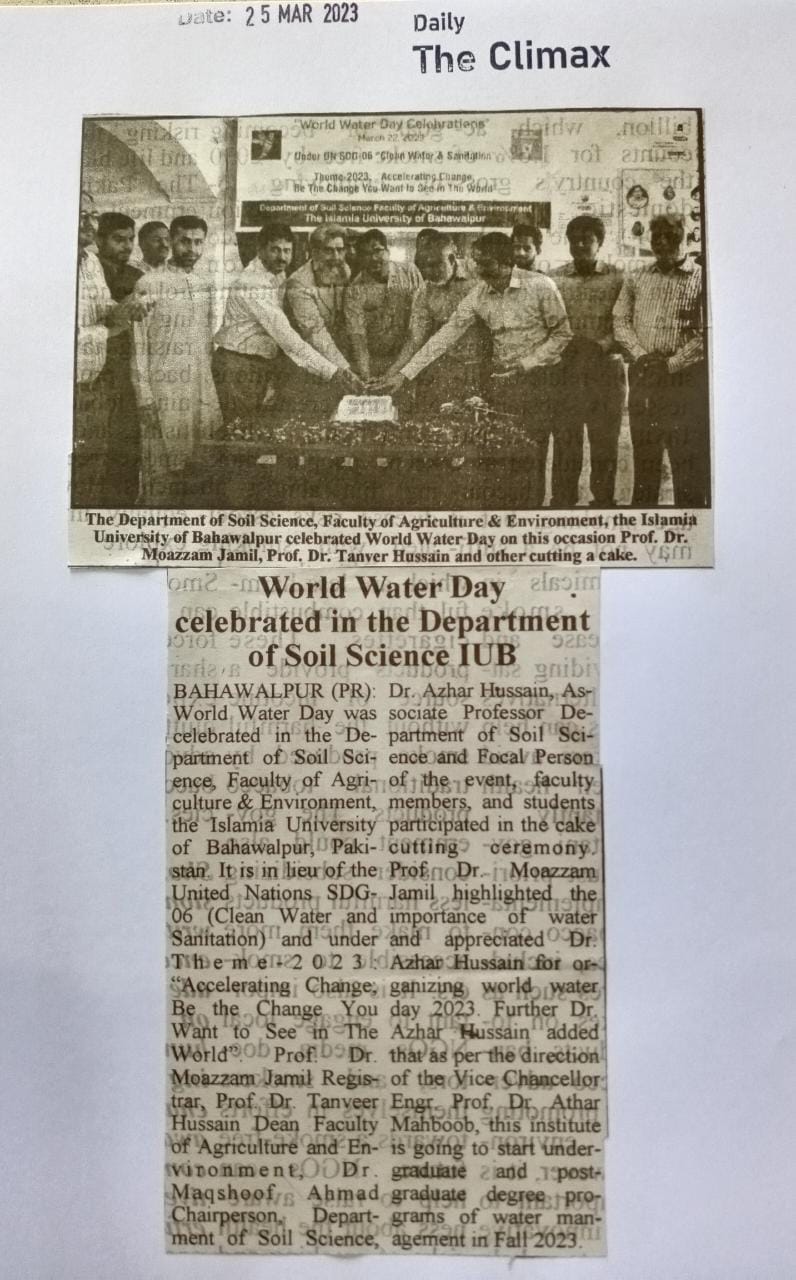 Date: 25 MAR 2023
Daily
The Climax
"World Water Day Celebrations"
March 22, 2023
Under UN SDG-06 "Clean Water & Sanitation"
Theme-2023, Accelerating Change,
Be The Change You Want to See in The World
Department of Soil Science Faculty of Agriculture & Environment
The Islamia University of Bahawalpur
The Department of Soil Science, Faculty of Agriculture & Environment, the Islamia
University of Bahawalpur celebrated World Water Day on this occasion Prof. Dr.
Moazzam Jamil, Prof. Dr. Tanver Hussain and other cutting a cake.
World Water Day
celebrated in the Department
of Soil Science IUB
BAHAWALPUR (PR):
World Water Day was
celebrated in the De-
partment of Soil Sci-
ence, Faculty of Agri-
culture & Environment,
the Islamia University
of Bahawalpur, Paki-
stan. It is in lieu of the
United Nations SDG-
06 (Clean Water and
Sanitation) and under
Theme-2023:
"Accelerating Change,
Be the Change You
Want to See in The
World". Prof. Dr.
Moazzam Jamil Regis-
trar, Prof. Dr. Tanveer
Hussain Dean Faculty
of Agriculture and En-
vironment, Dr.
Maqshoof Ahmad
Chairperson, Depart-
ment of Soil Science,
Dr. Azhar Hussain, As-
sociate Professor De-
partment of Soil Sci-
ence and Focal Person
of the event, faculty
members, and students
participated in the cake
cutting ceremony.
Prof. Dr. Moazzam
Jamil highlighted the
importance of water
and appreciated Dr.
Azhar Hussain for or-
ganizing world water
day 2023. Further Dr.
Azhar Hussain added
that as per the direction
of the Vice Chancellor
Engr. Prof. Dr. Athar
Mahboob, this institute
is going to start under-
graduate and post-
graduate degree pro-
grams of water man-
agement in Fall 2023.